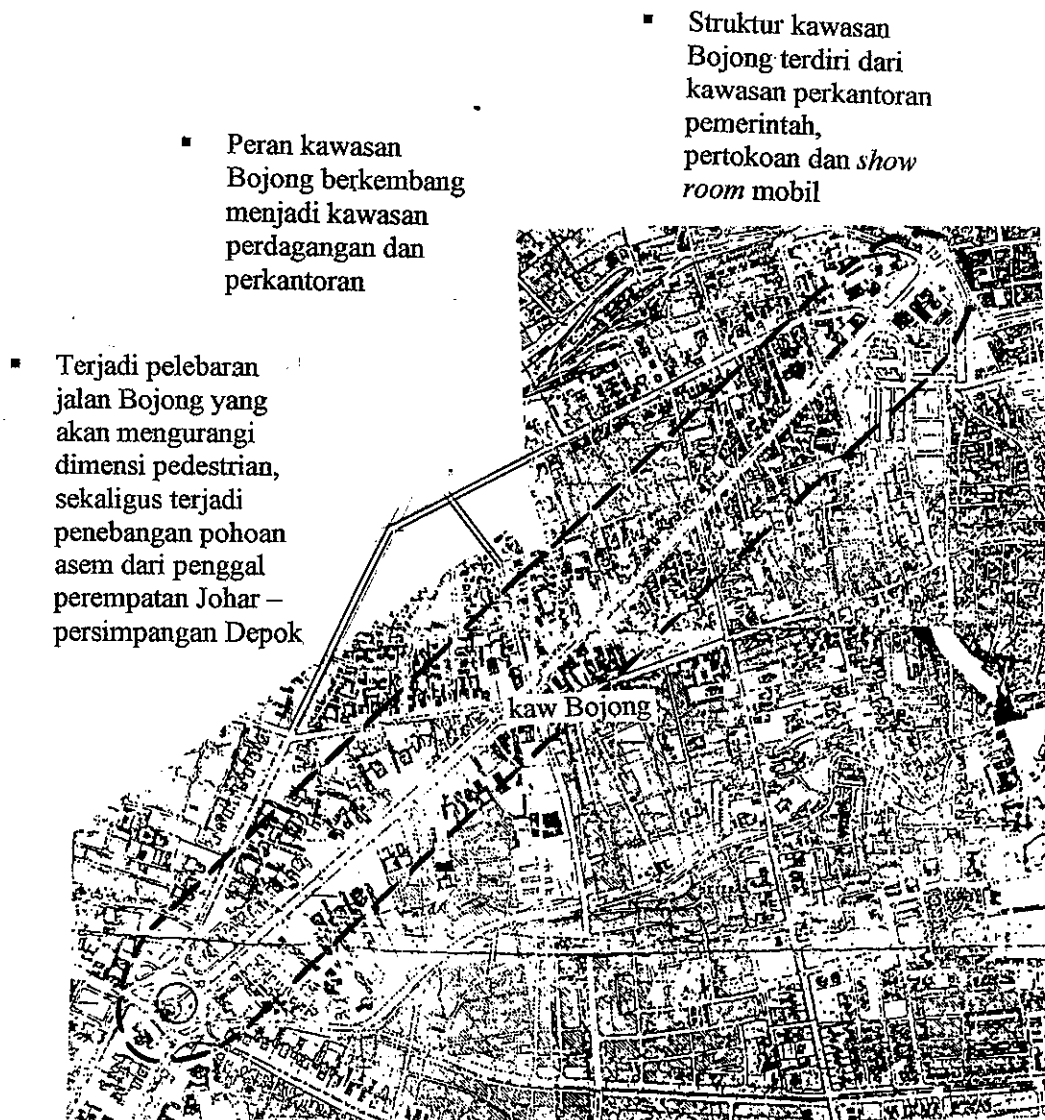 ▪ Struktur kawasan
Bojong terdiri dari
kawasan perkantoran
pemerintah,
pertokoan dan show
room mobil
▪ Peran kawasan
Bojong berkembang
menjadi kawasan
perdagangan dan
perkantoran
▪ Terjadi pelebaran
jalan Bojong yang
akan mengurangi
dimensi pedestrian,
sekaligus terjadi
penebangan pohoan
asem dari penggal
perempatan Johar –
persimpangan Depok
kaw Bojong